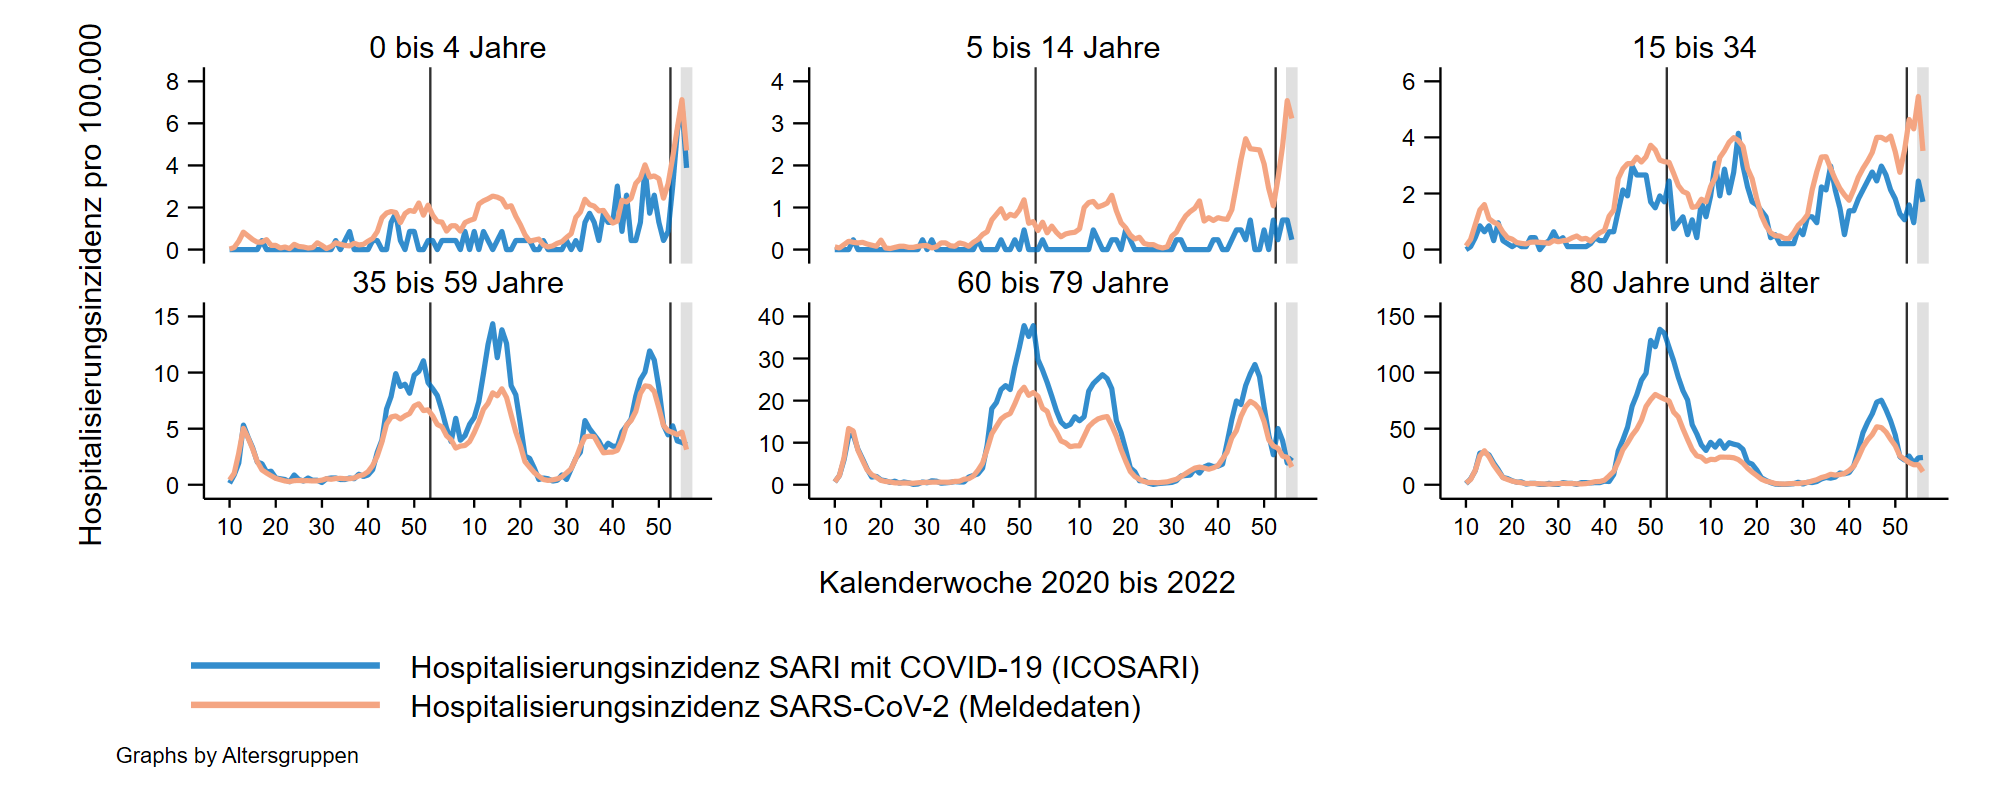 Hospitalisierungsinzidenz pro 100.000
0 bis 4 Jahre
8
6
4
2
0
5 bis 14 Jahre
4
3
2
1
0
15 bis 34
6
4
2
0
35 bis 59 Jahre
15
10
5
0
10 20 30 40 50 10 20 30 40 50
60 bis 79 Jahre
40
30
20
10
0
10 20 30 40 50 10 20 30 40 50
80 Jahre und älter
150
100
50
0
10 20 30 40 50 10 20 30 40 50
Kalenderwoche 2020 bis 2022
Hospitalisierungsinzidenz SARI mit COVID-19 (ICOSARI)
Hospitalisierungsinzidenz SARS-CoV-2 (Meldedaten)
Graphs by Altersgruppen